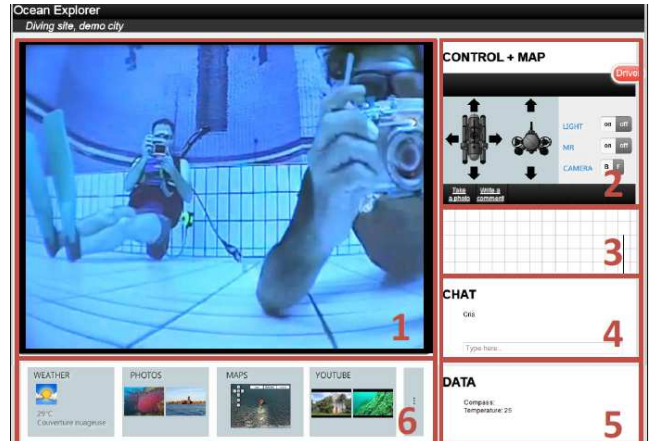 Ocean Explorer
Diving site, demo city
1
CONTROL + MAP
Drive
LIGHT on off
MR on off
CAMERA B F
Take a photo
Write a comment
2
3
CHAT
Cris
Type here...
4
DATA
Compass:
Temperature: 25
5
WEATHER
25°C
Couverture nuageuse
PHOTOS
MAPS
YOUTUBE
6